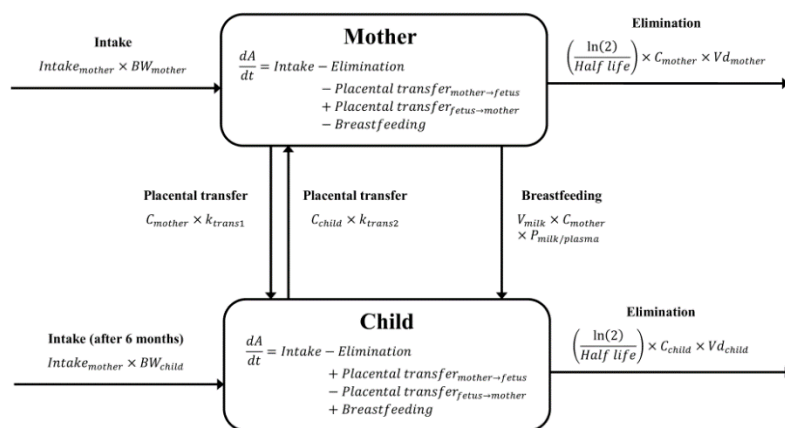 Mother
Intake
Intake_mother × BW_mother
dA/dt = Intake − Elimination
− Placental transfer_mother→fetus
+ Placental transfer_fetus→mother
− Breastfeeding
Elimination
(ln(2)/Half life) × C_mother × Vd_mother
Placental transfer
C_mother × k_trans1
Placental transfer
C_child × k_trans2
Breastfeeding
V_milk × C_mother
× P_milk/plasma
Child
Intake (after 6 months)
Intake_mother × BW_child
dA/dt = Intake − Elimination
+ Placental transfer_mother→fetus
− Placental transfer_fetus→mother
+ Breastfeeding
Elimination
(ln(2)/Half life) × C_child × Vd_child